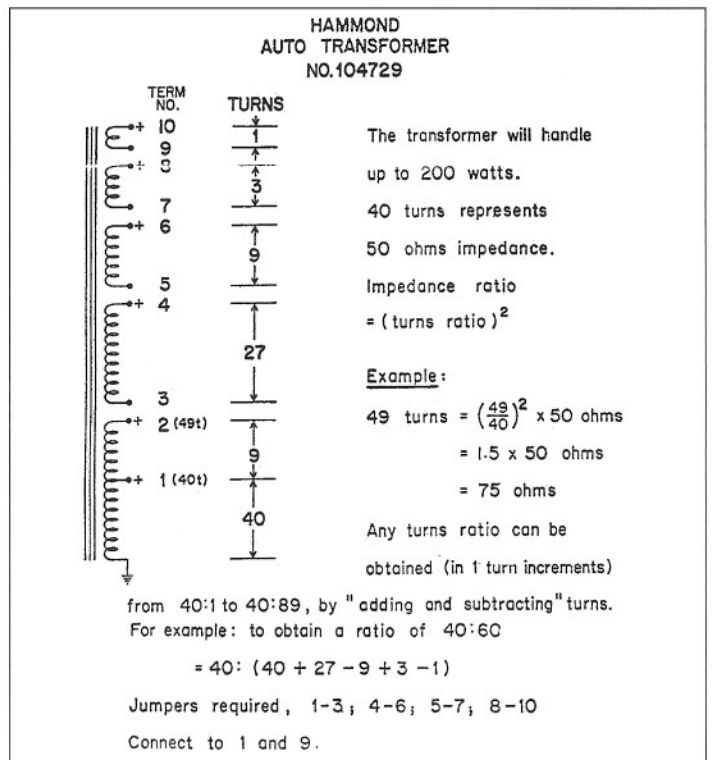 HAMMOND
AUTO TRANSFORMER
NO.104729
TERM NO. TURNS
+ 10
1
+ 9
+ 8
3
7
+ 6
9
5
+ 4
27
3
+ 2 (49t)
9
+ 1 (40t)
40
The transformer will handle
up to 200 watts.
40 turns represents
50 ohms impedance.
Impedance ratio
= (turns ratio)²
Example:
49 turns = (49/40)² x 50 ohms
= 1.5 x 50 ohms
= 75 ohms
Any turns ratio can be
obtained (in 1 turn increments)
from 40:1 to 40:89, by "adding and subtracting" turns.
For example: to obtain a ratio of 40:60
= 40: (40 + 27 - 9 + 3 - 1)
Jumpers required, 1-3; 4-6; 5-7; 8-10
Connect to 1 and 9.